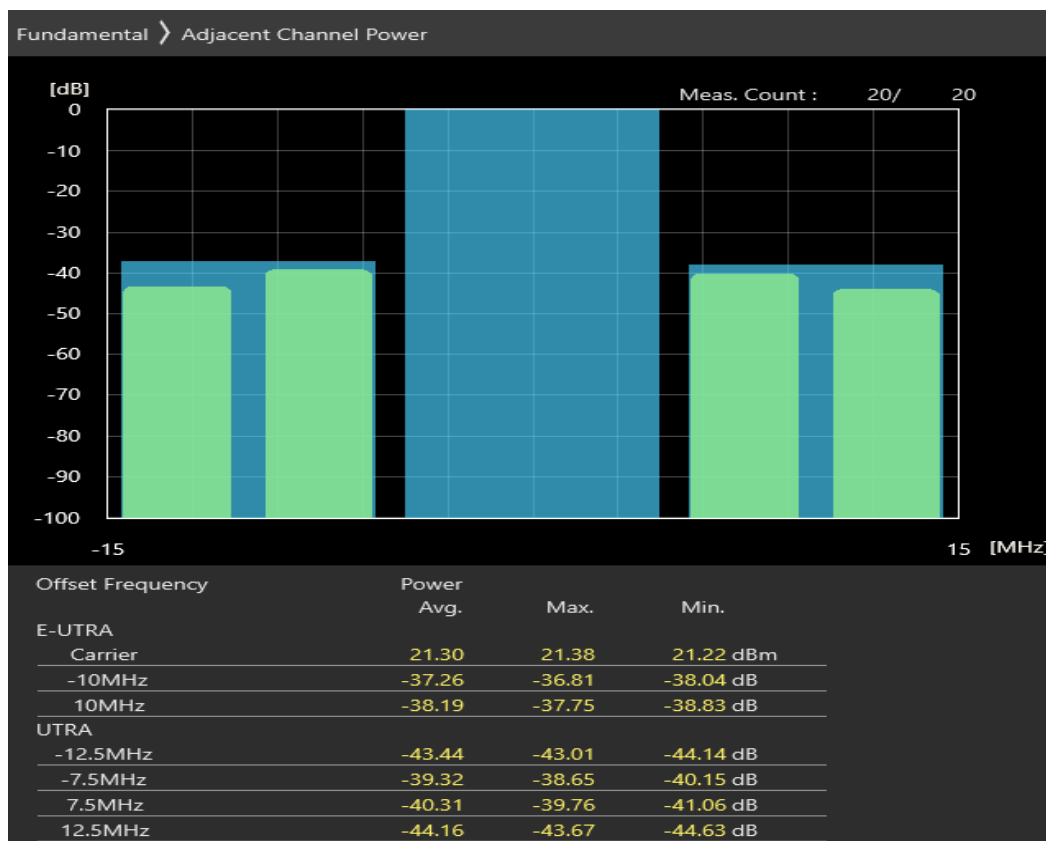 Fundamental 〉 Adjacent Channel Power
[dB]
Meas. Count : 20/ 20
0
-10
-20
-30
-40
-50
-60
-70
-80
-90
-100
-15 15 [MHz]
Offset Frequency Power
Avg. Max. Min.
E-UTRA
Carrier 21.30 21.38 21.22 dBm
-10MHz -37.26 -36.81 -38.04 dB
10MHz -38.19 -37.75 -38.83 dB
UTRA
-12.5MHz -43.44 -43.01 -44.14 dB
-7.5MHz -39.32 -38.65 -40.15 dB
7.5MHz -40.31 -39.76 -41.06 dB
12.5MHz -44.16 -43.67 -44.63 dB